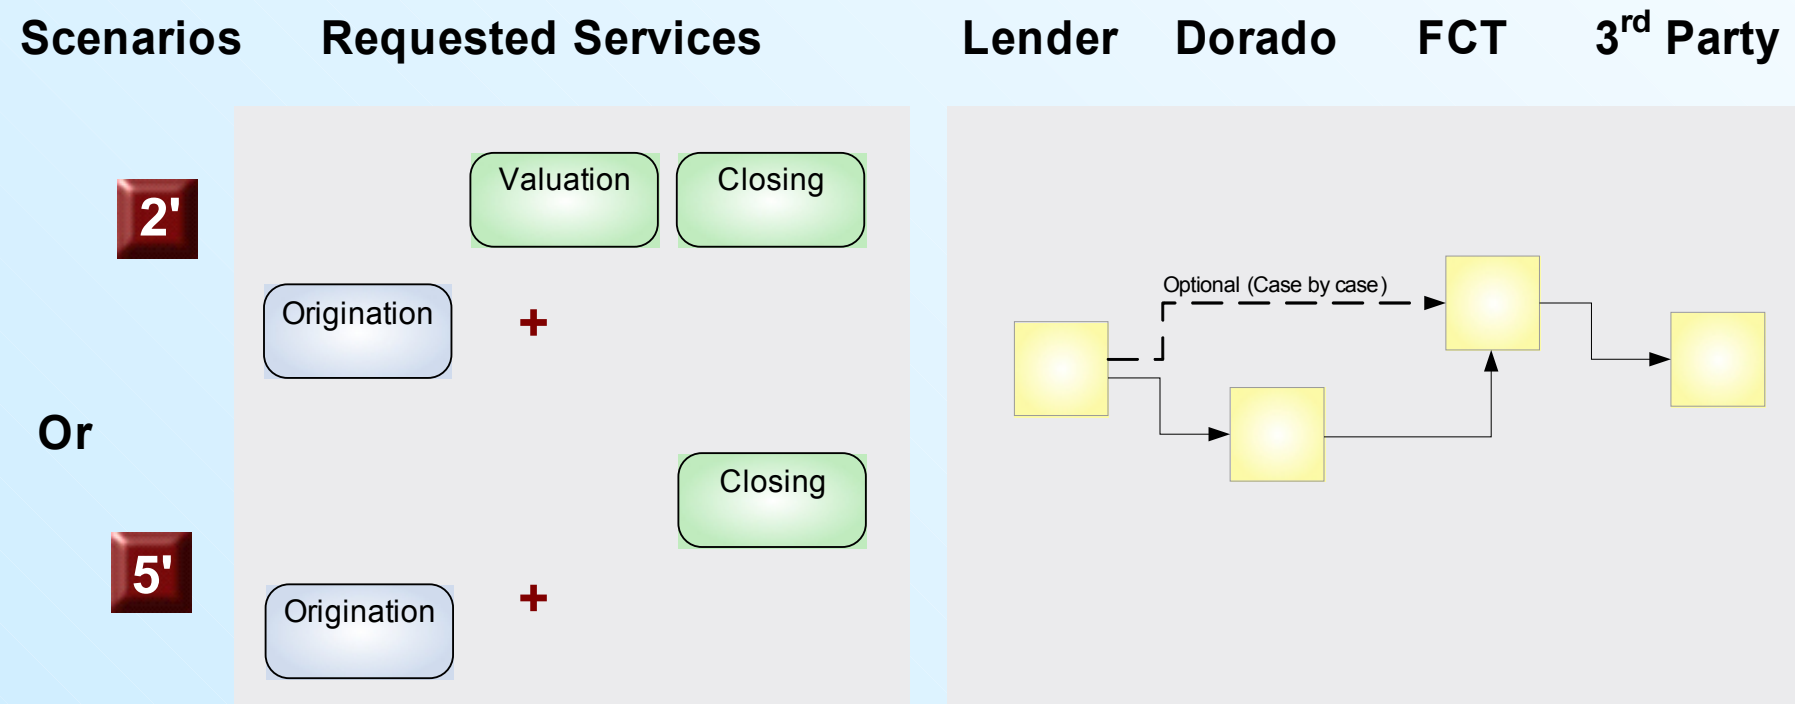 Scenarios Requested Services Lender Dorado FCT 3rd Party
2'
Valuation Closing
Origination +
Optional (Case by case)
Or
5'
Closing
Origination +